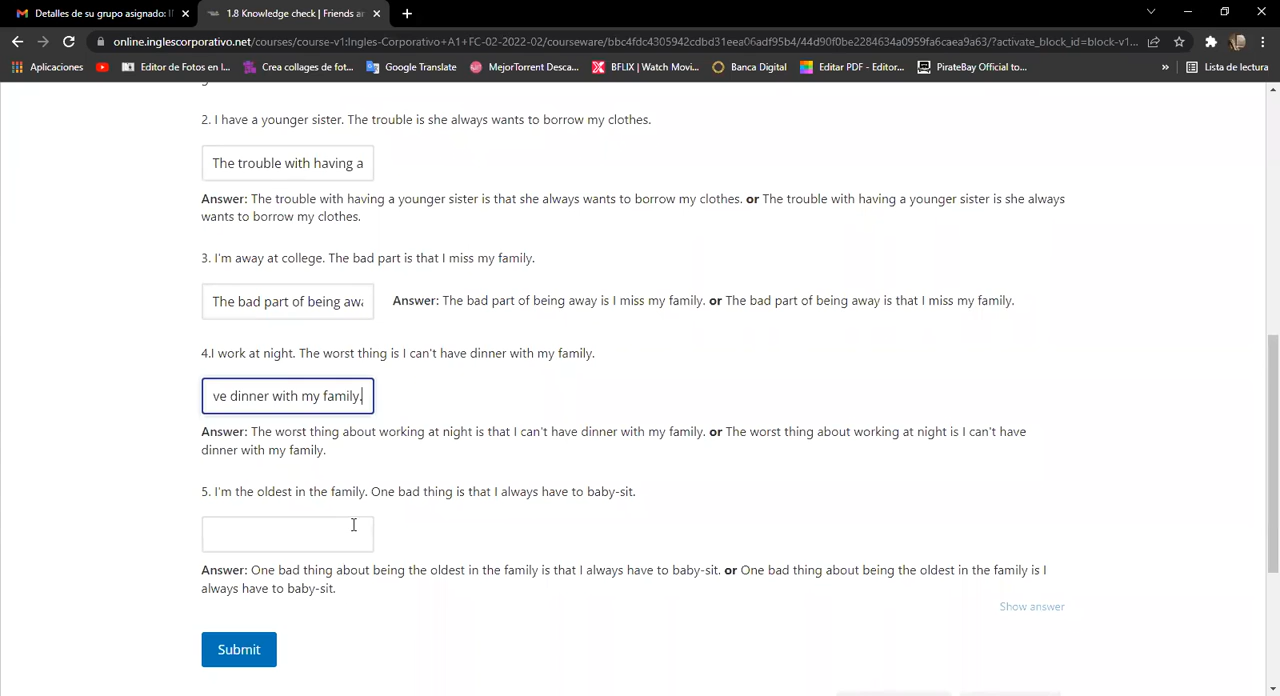 Detalles de su grupo asignado: I
1.8 Knowledge check | Friends ar
online.inglescorporativo.net/courses/course-v1:Ingles-Corporativo+A1+FC-02-2022-02/courseware/bbc4fdc4305942cdbd31eea06adf95b4/44d90f0be2284634a0959fa6caea9a63/?activate_block_id=block-v1...
Aplicaciones
Editor de Fotos en l...
Crea collages de fot...
Google Translate
MejorTorrent Desca...
BFLIX | Watch Movi...
Banca Digital
Editar PDF - Editor...
PirateBay Official to...
»
Lista de lectura
2. I have a younger sister. The trouble is she always wants to borrow my clothes.
The trouble with having a
Answer: The trouble with having a younger sister is that she always wants to borrow my clothes. or The trouble with having a younger sister is she always
wants to borrow my clothes.
3. I'm away at college. The bad part is that I miss my family.
The bad part of being awa
Answer: The bad part of being away is I miss my family. or The bad part of being away is that I miss my family.
4.I work at night. The worst thing is I can't have dinner with my family.
ve dinner with my family.
Answer: The worst thing about working at night is that I can't have dinner with my family. or The worst thing about working at night is I can't have
dinner with my family.
5. I'm the oldest in the family. One bad thing is that I always have to baby-sit.
Answer: One bad thing about being the oldest in the family is that I always have to baby-sit. or One bad thing about being the oldest in the family is I
always have to baby-sit.
Show answer
Submit